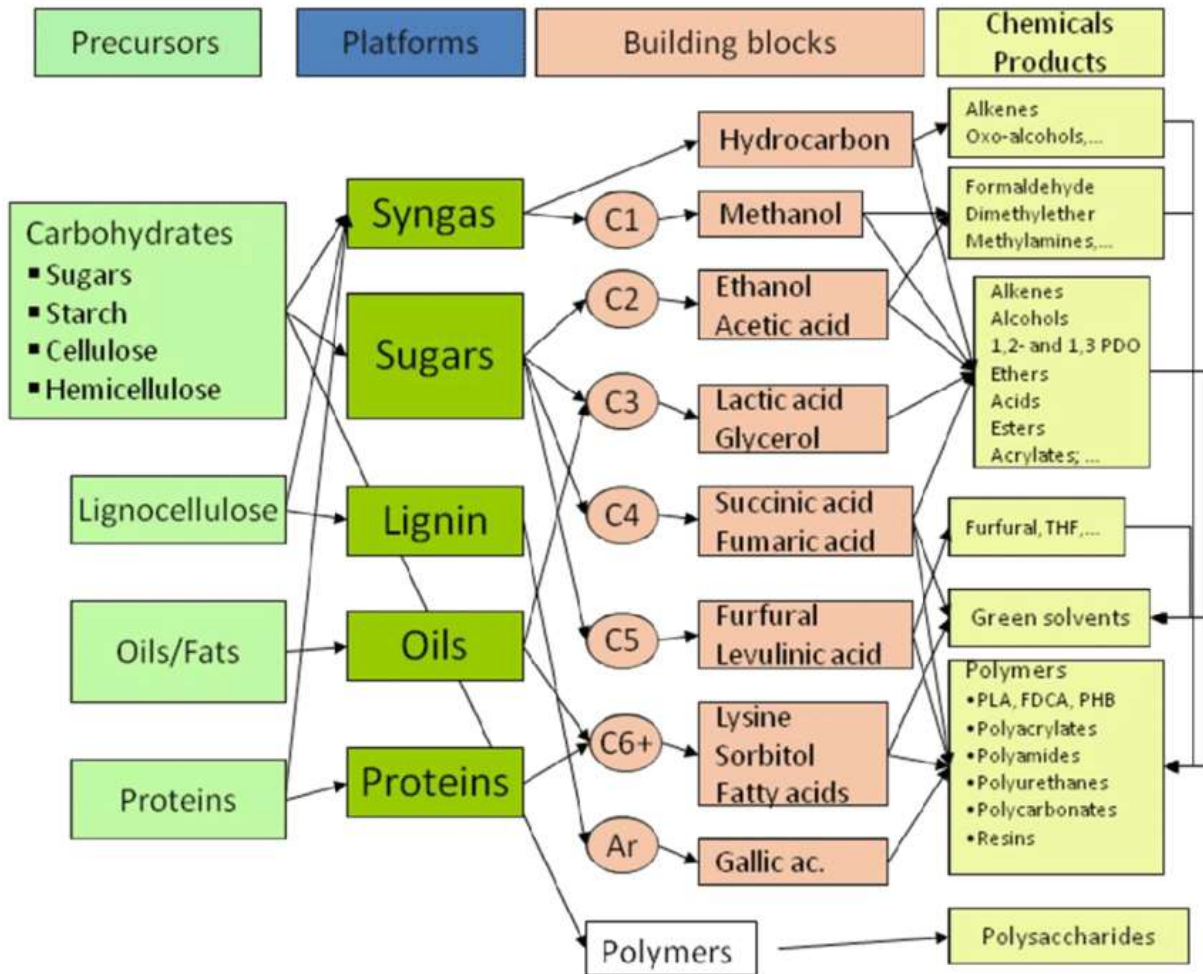 Precursors
Platforms
Building blocks
Chemicals
Products
Carbohydrates
▪ Sugars
▪ Starch
▪ Cellulose
▪ Hemicellulose
Lignocellulose
Oils/Fats
Proteins
Syngas
Sugars
Lignin
Oils
Proteins
C1
C2
C3
C4
C5
C6+
Ar
Polymers
Hydrocarbon
Methanol
Ethanol
Acetic acid
Lactic acid
Glycerol
Succinic acid
Fumaric acid
Furfural
Levulinic acid
Lysine
Sorbitol
Fatty acids
Gallic ac.
Alkenes
Oxo-alcohols,...
Formaldehyde
Dimethylether
Methylamines,...
Alkenes
Alcohols
1,2- and 1,3 PDO
Ethers
Acids
Esters
Acrylates; ...
Furfural, THF,...
Green solvents
Polymers
•PLA, FDCA, PHB
•Polyacrylates
•Polyamides
•Polyurethanes
•Polycarbonates
•Resins
Polysaccharides